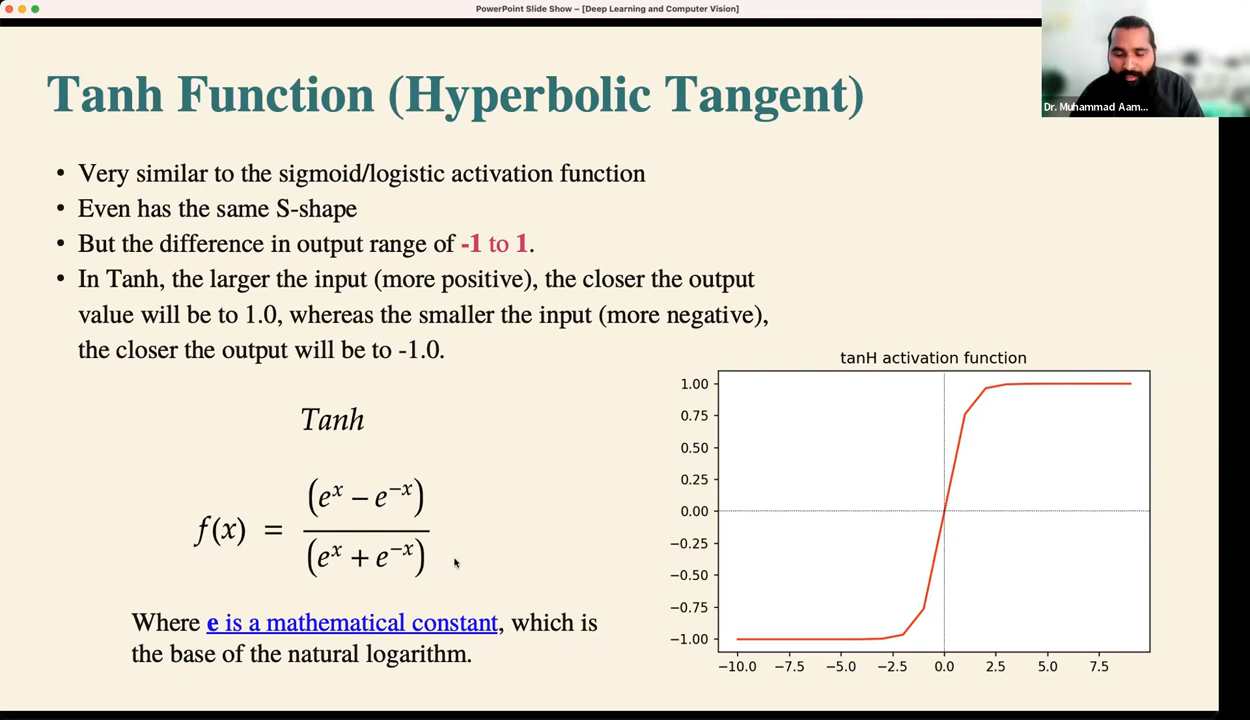 PowerPoint Slide Show – [Deep Learning and Computer Vision]
Dr. Muhammad Aam...
Tanh Function (Hyperbolic Tangent)
• Very similar to the sigmoid/logistic activation function
• Even has the same S-shape
• But the difference in output range of -1 to 1.
• In Tanh, the larger the input (more positive), the closer the output
value will be to 1.0, whereas the smaller the input (more negative),
the closer the output will be to -1.0.
Tanh
f(x) = (e^x − e^−x) / (e^x + e^−x)
Where e is a mathematical constant, which is
the base of the natural logarithm.
tanH activation function
1.00
0.75
0.50
0.25
0.00
−0.25
−0.50
−0.75
−1.00
−10.0 −7.5 −5.0 −2.5 0.0 2.5 5.0 7.5